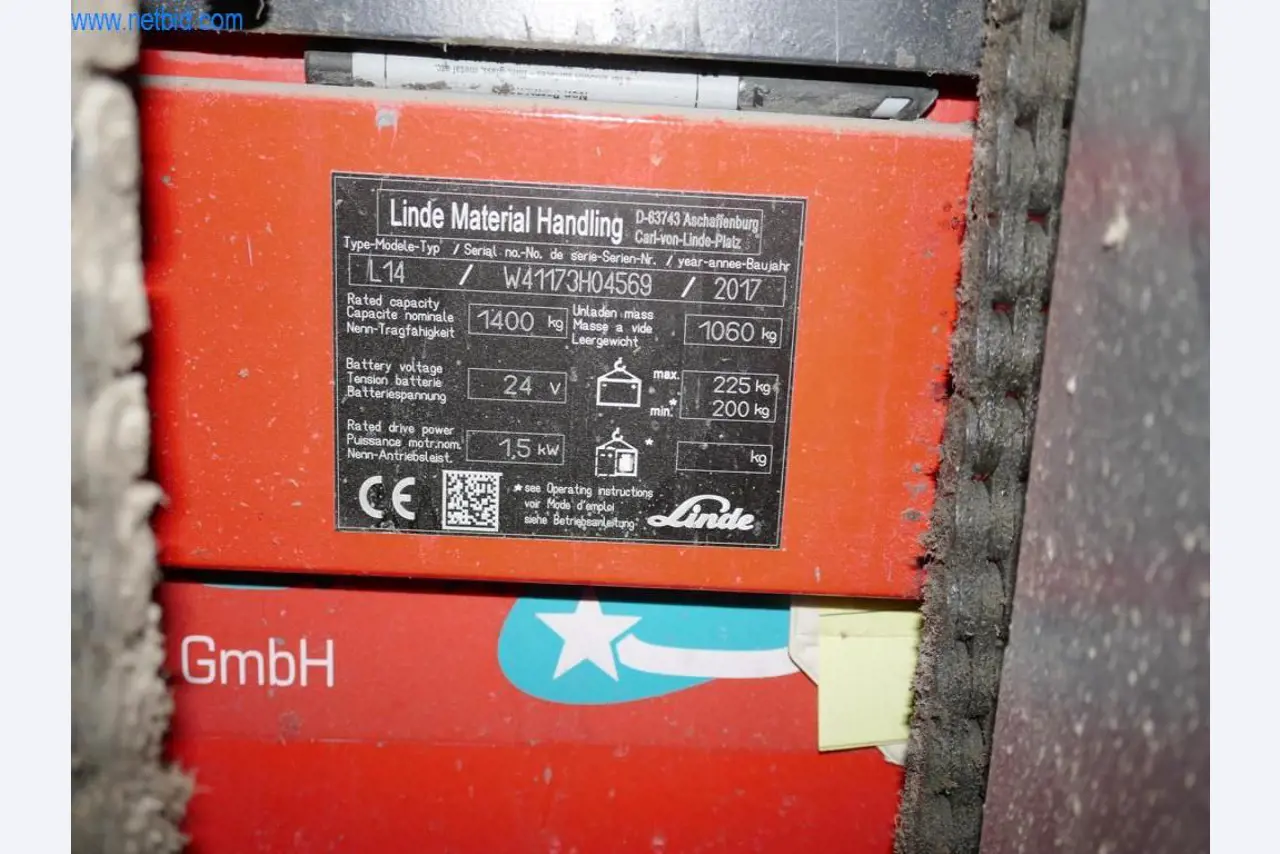 www.netbid.com
Linde Material Handling
D-63743 Aschaffenburg
Carl-von-Linde-Platz
Type-Modele-Typ / Serial no.-No. de serie-Serien-Nr. / year-annee-Baujahr
L14 / W41173H04569 / 2017
Rated capacity
Capacite nominale
Nenn-Tragfähigkeit
1400 kg
Unladen mass
Masse a vide
Leergewicht
1060 kg
Battery voltage
Tension batterie
Batteriespannung
24 V
max. 225 kg
min.* 200 kg
Rated drive power
Puissance motr.nom.
Nenn-Antriebsleist.
1,5 kW
*
kg
CE
* see Operating instructions
voir Mode d'emploi
siehe Betriebsanleitung
Linde
GmbH